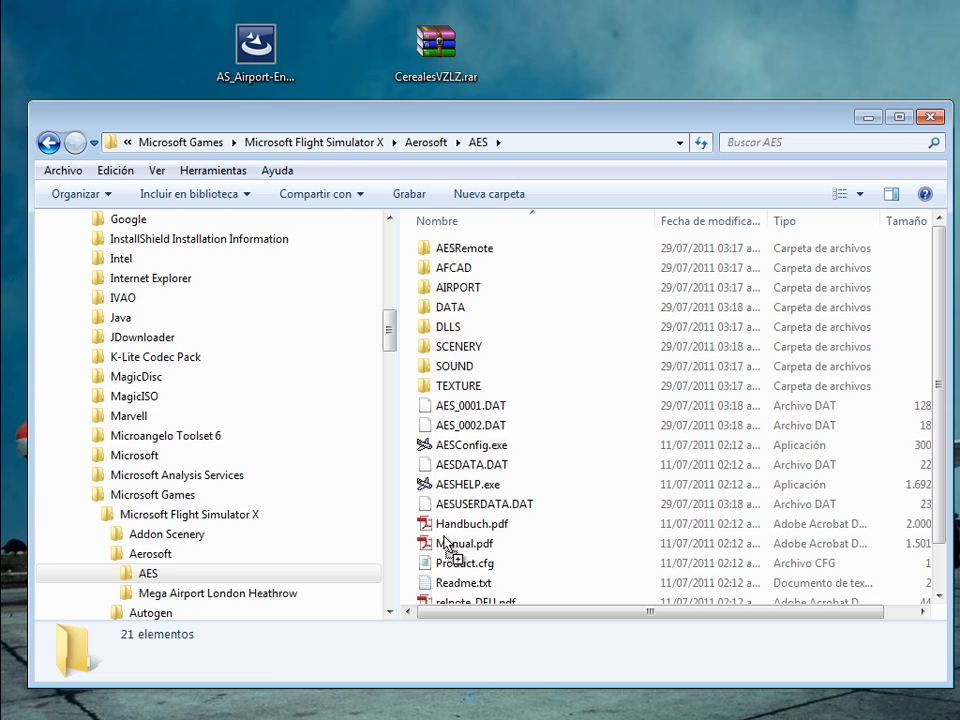 AS_Airport-En...
CerealesVZLZ.rar
« Microsoft Games Microsoft Flight Simulator X Aerosoft AES
Buscar AES
Archivo Edición Ver Herramientas Ayuda
Organizar Incluir en biblioteca Compartir con Grabar Nueva carpeta
Google
InstallShield Installation Information
Intel
Internet Explorer
IVAO
Java
JDownloader
K-Lite Codec Pack
MagicDisc
MagicISO
Marvell
Microangelo Toolset 6
Microsoft
Microsoft Analysis Services
Microsoft Games
Microsoft Flight Simulator X
Addon Scenery
Aerosoft
AES
Mega Airport London Heathrow
Autogen
Nombre Fecha de modifica... Tipo Tamaño
AESRemote 29/07/2011 03:17 a... Carpeta de archivos
AFCAD 29/07/2011 03:17 a... Carpeta de archivos
AIRPORT 29/07/2011 03:17 a... Carpeta de archivos
DATA 29/07/2011 03:18 a... Carpeta de archivos
DLLS 29/07/2011 03:17 a... Carpeta de archivos
SCENERY 29/07/2011 03:17 a... Carpeta de archivos
SOUND 29/07/2011 03:17 a... Carpeta de archivos
TEXTURE 29/07/2011 03:17 a... Carpeta de archivos
AES_0001.DAT 29/07/2011 03:18 a... Archivo DAT 128
AES_0002.DAT 29/07/2011 03:18 a... Archivo DAT 18
AESConfig.exe 11/07/2011 02:12 a... Aplicación 300
AESDATA.DAT 11/07/2011 02:12 a... Archivo DAT 22
AESHELP.exe 11/07/2011 02:12 a... Aplicación 1.692
AESUSERDATA.DAT 29/07/2011 03:18 a... Archivo DAT 23
Handbuch.pdf 11/07/2011 02:12 a... Adobe Acrobat D... 2.000
Manual.pdf 11/07/2011 02:12 a... Adobe Acrobat D... 1.501
Product.cfg 11/07/2011 02:12 a... Archivo CFG 1
Readme.txt 11/07/2011 02:12 a... Documento de tex... 2
relnote_DEU.pdf 11/07/2011 02:12 a... Adobe Acrobat D... 44
21 elementos